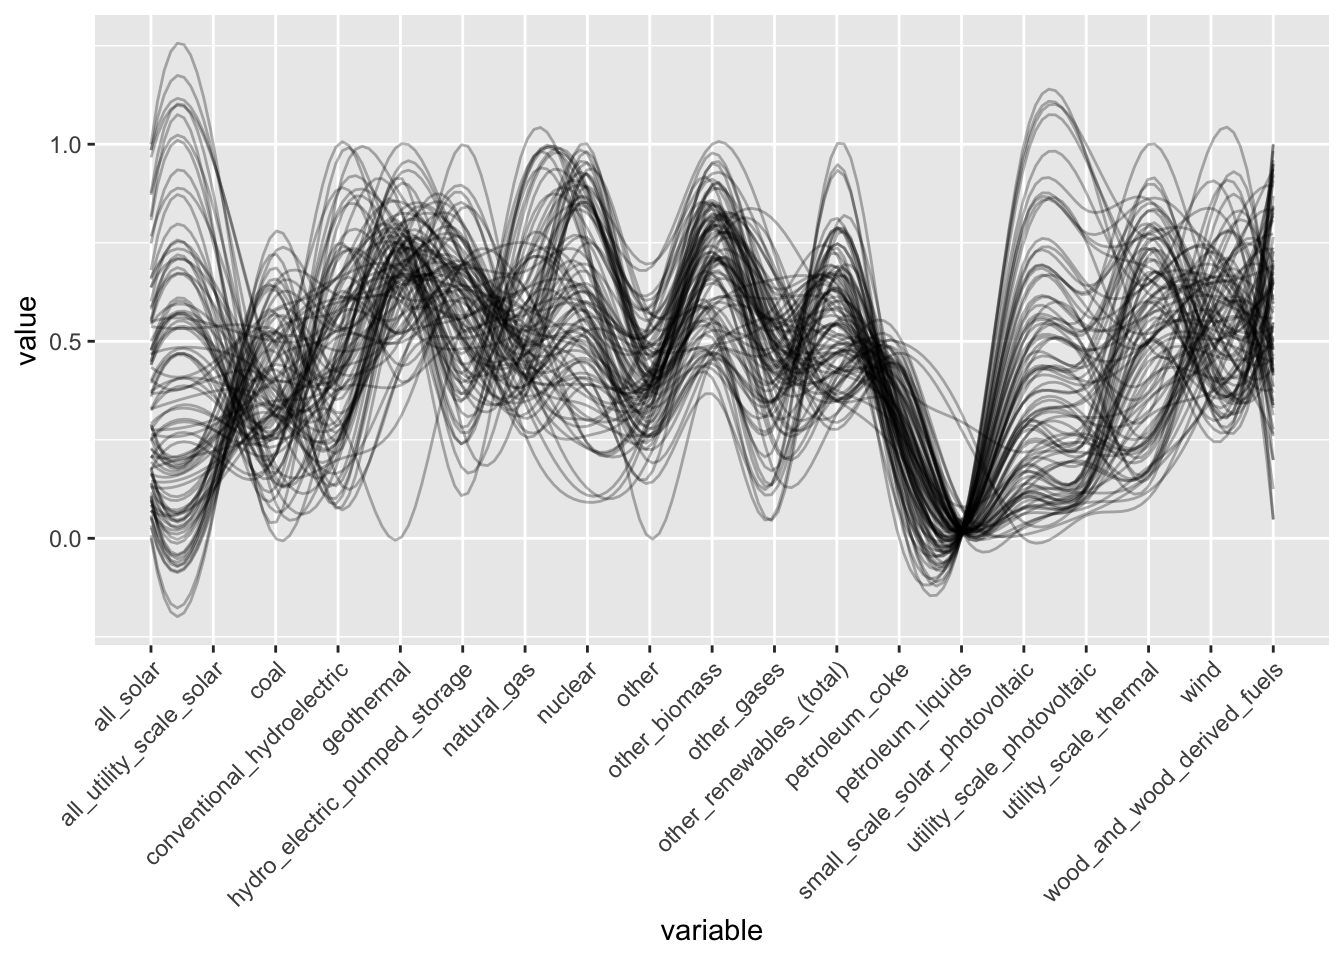 value
1.0
0.5
0.0
all_solar
all_utility_scale_solar
coal
conventional_hydroelectric
geothermal
hydro_electric_pumped_storage
natural_gas
nuclear
other
other_biomass
other_gases
other_renewables_(total)
petroleum_coke
petroleum_liquids
small_scale_solar_photovoltaic
utility_scale_photovoltaic
utility_scale_thermal
wind
wood_and_wood_derived_fuels
variable